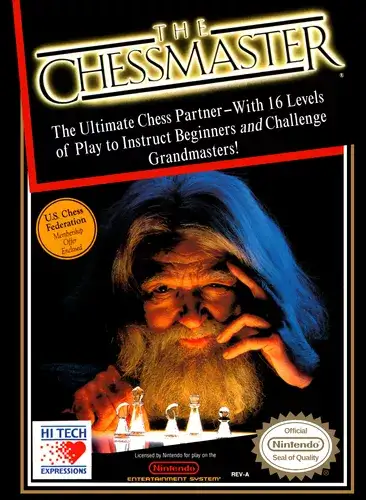 THE
CHESSMASTER®
The Ultimate Chess Partner–With 16 Levels
of Play to Instruct Beginners and Challenge
Grandmasters!
U.S. Chess
Federation
Membership
Offer
Enclosed
HI TECH
EXPRESSIONS
Licensed by Nintendo for play on the
Nintendo
ENTERTAINMENT SYSTEM®
REV-A
Official
Nintendo
Seal of Quality